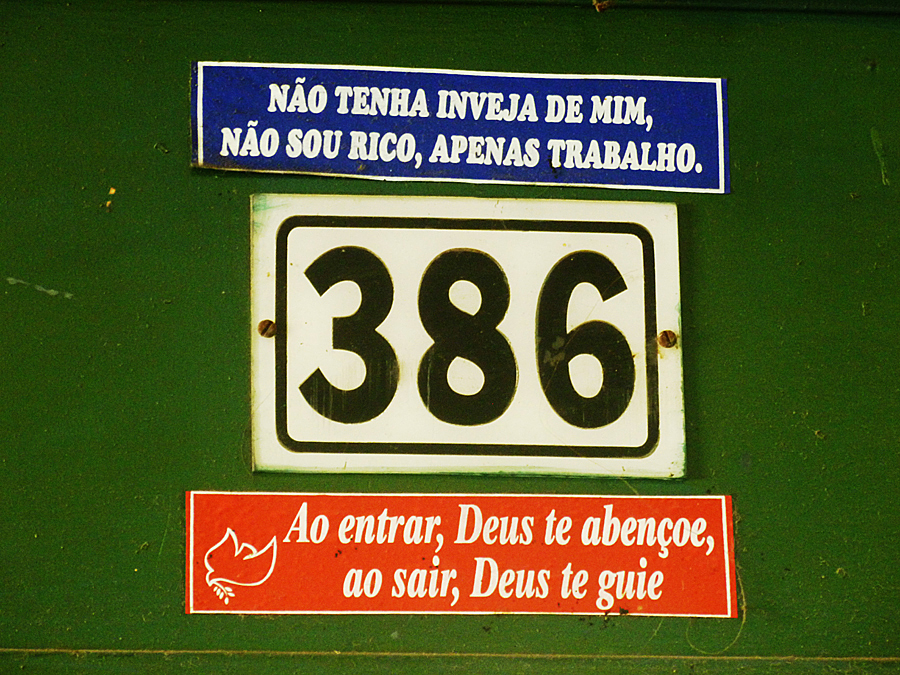 NÃO TENHA INVEJA DE MIM,
NÃO SOU RICO, APENAS TRABALHO.
386
Ao entrar, Deus te abençoe,
ao sair, Deus te guie